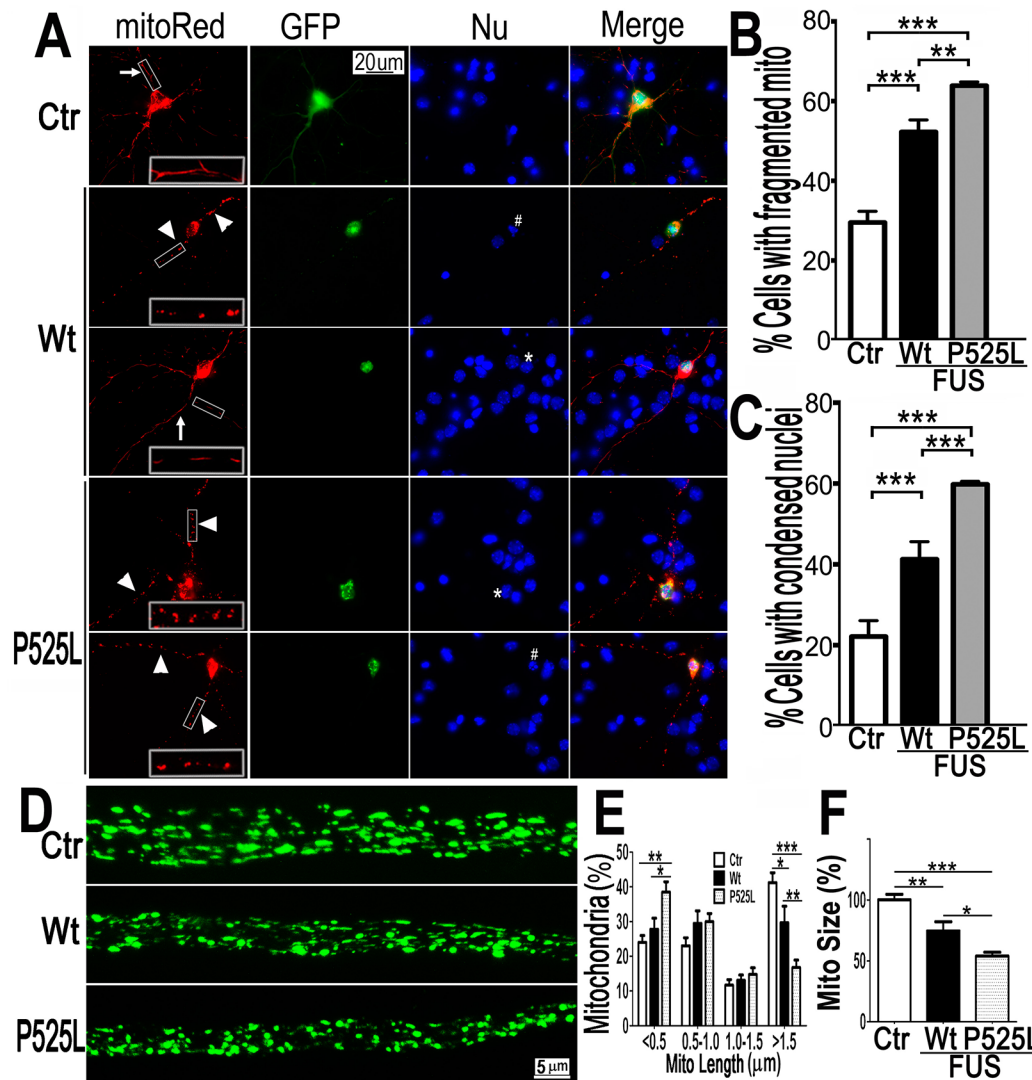 A
mitoRed GFP Nu Merge
20um
Ctr
#
Wt
*
*
P525L
#
B
% Cells with fragmented mito
80
60
40
20
0
***
**
***
Ctr Wt P525L
FUS
C
% Cells with condensed nuclei
80
60
40
20
0
***
***
***
Ctr Wt P525L
FUS
D
Ctr
Wt
P525L
5 µm
E
Mitochondria (%)
50
40
30
20
10
0
**
*
Ctr
Wt
P525L
***
*
**
<0.5 0.5-1.0 1.0-1.5 >1.5
Mito Length (µm)
F
Mito Size (%)
150
100
50
0
***
**
*
Ctr Wt P525L
FUS